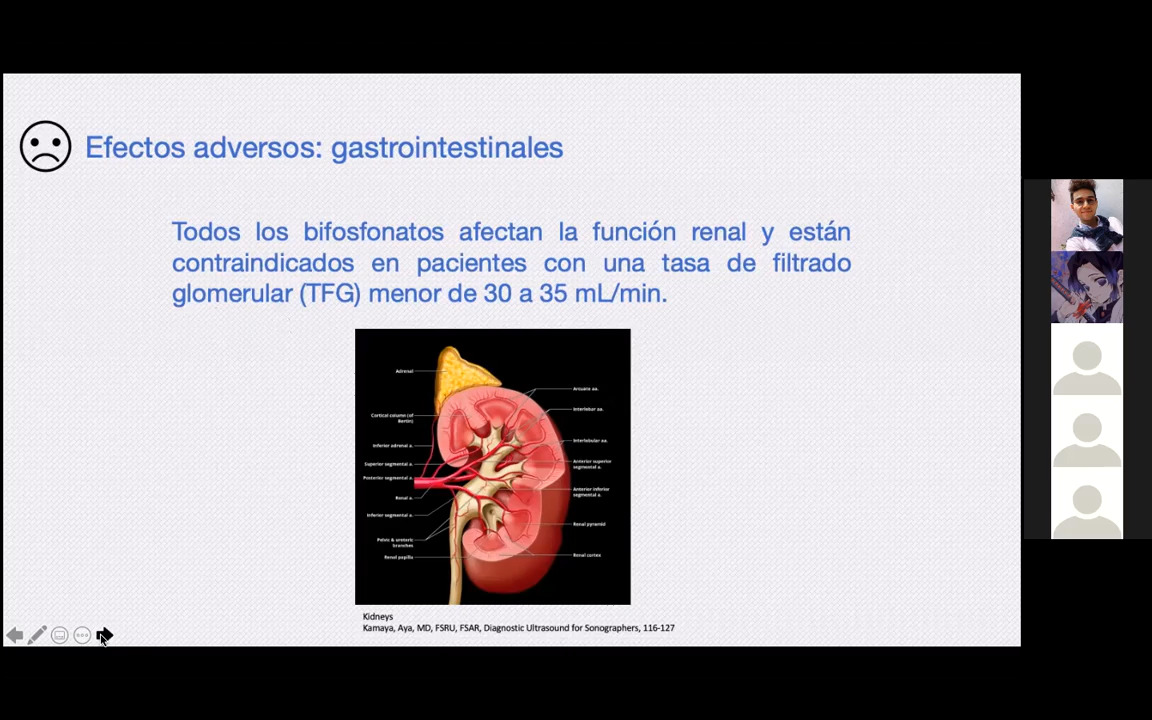 Efectos adversos: gastrointestinales
Todos los bifosfonatos afectan la función renal y están
contraindicados en pacientes con una tasa de filtrado
glomerular (TFG) menor de 30 a 35 mL/min.
Adrenal
Cortical column (of
Bertin)
Inferior adrenal a.
Superior segmental a.
Posterior segmental a.
Renal a.
Inferior segmental a.
Pelvic & ureteric
branches
Renal papilla
Arcuate aa.
Interlobar aa.
Interlobular aa.
Anterior superior
segmental a.
Anterior inferior
segmental a.
Renal pyramid
Renal cortex
Kidneys
Kamaya, Aya, MD, FSRU, FSAR, Diagnostic Ultrasound for Sonographers, 116-127